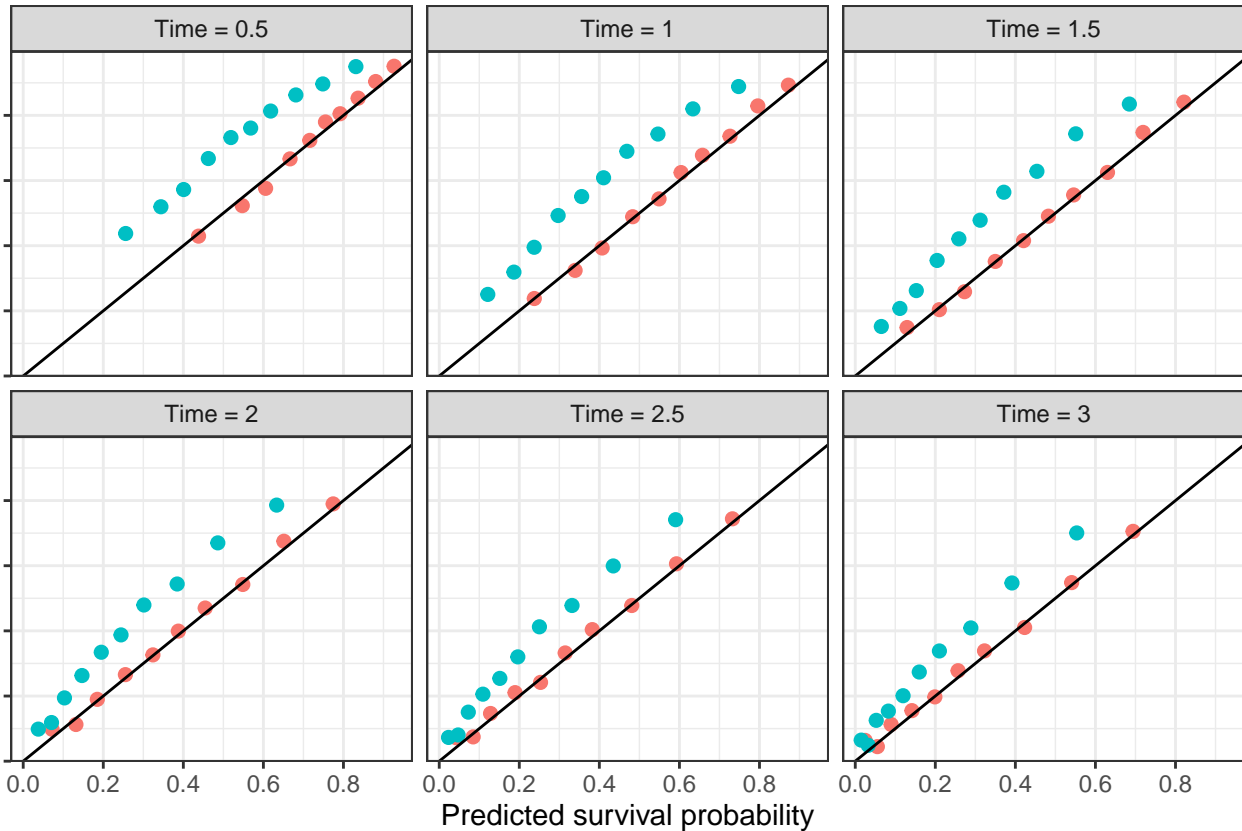 Time = 0.5 Time = 1 Time = 1.5
Time = 2 Time = 2.5 Time = 3
0.0 0.2 0.4 0.6 0.8 0.0 0.2 0.4 0.6 0.8 0.0 0.2 0.4 0.6 0.8
Predicted survival probability